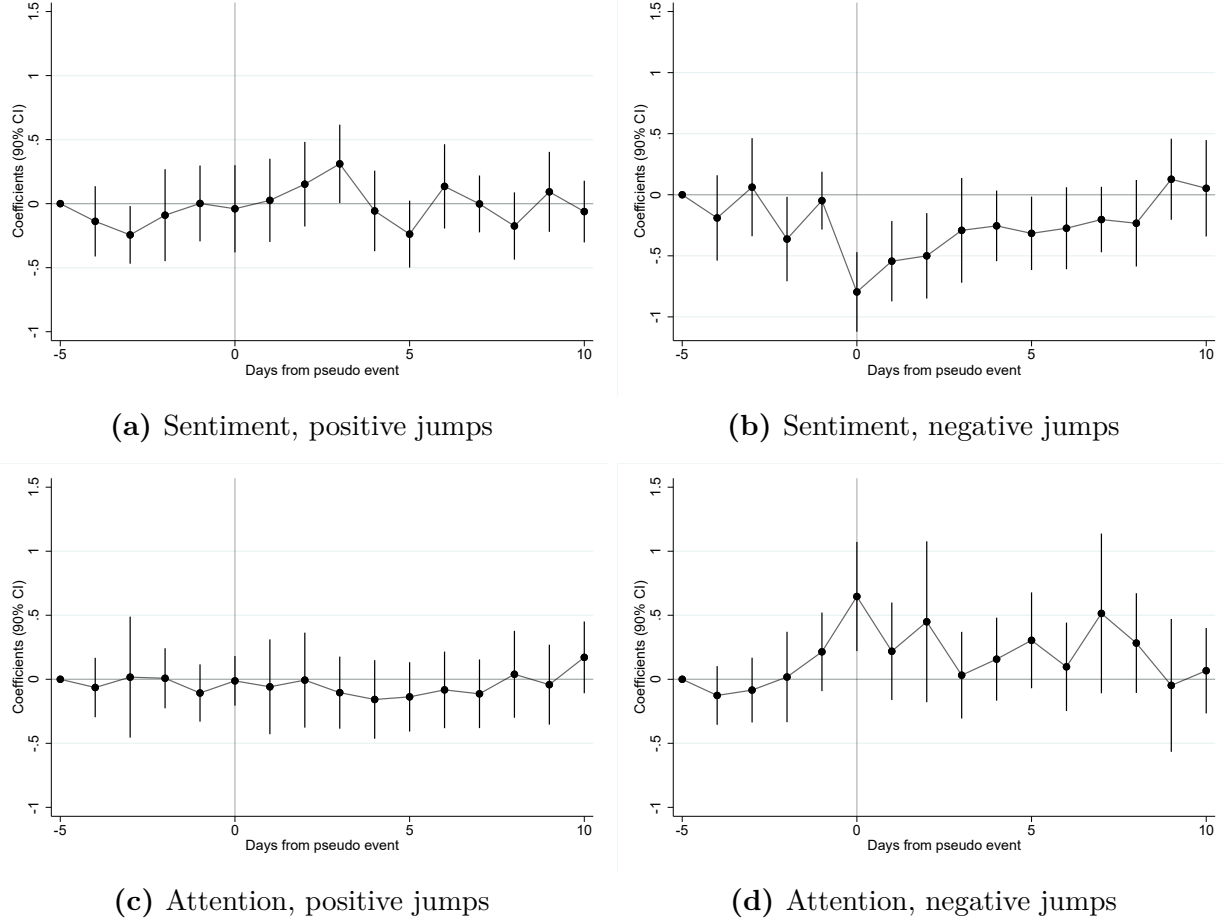 1.5
1
.5
0
-.5
-1
Coefficients (90% CI)
-5 0 5 10
Days from pseudo event
(a) Sentiment, positive jumps
1.5
1
.5
0
-.5
-1
Coefficients (90% CI)
-5 0 5 10
Days from pseudo event
(b) Sentiment, negative jumps
1.5
1
.5
0
-.5
-1
Coefficients (90% CI)
-5 0 5 10
Days from pseudo event
(c) Attention, positive jumps
1.5
1
.5
0
-.5
-1
Coefficients (90% CI)
-5 0 5 10
Days from pseudo event
(d) Attention, negative jumps